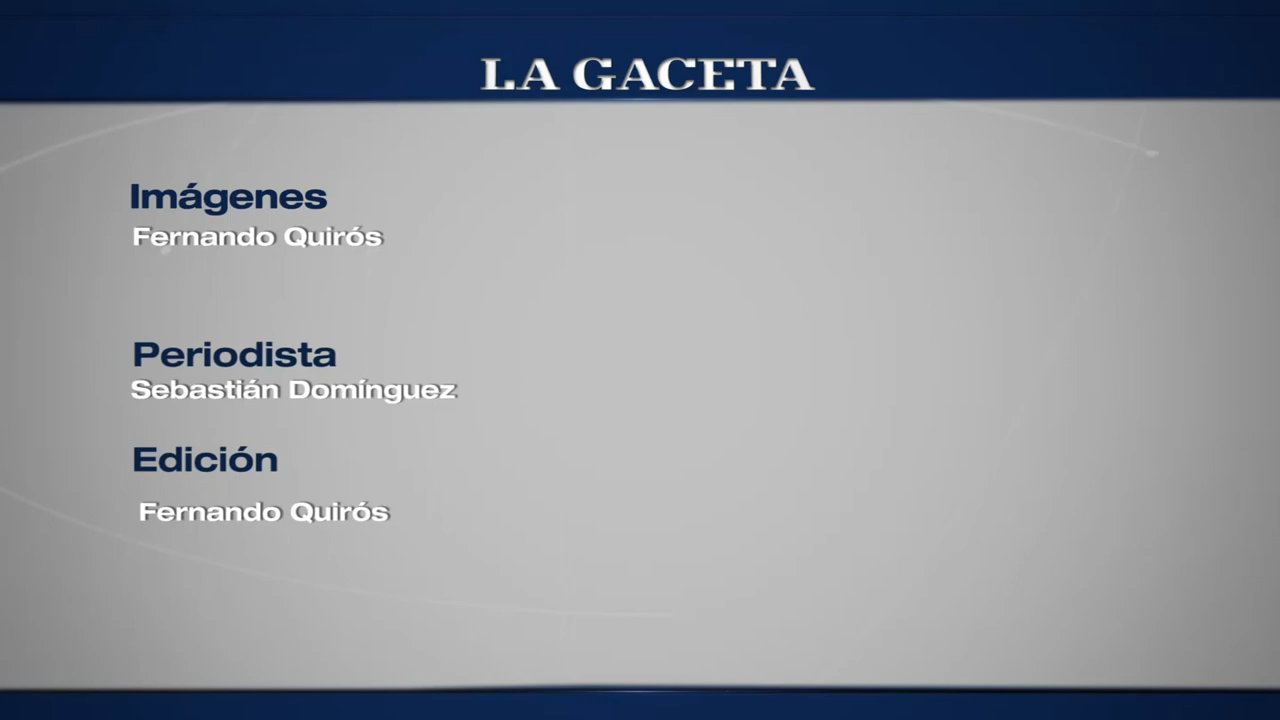 LA GACETA
Imágenes
Fernando Quirós
Periodista
Sebastián Domínguez
Edición
Fernando Quirós